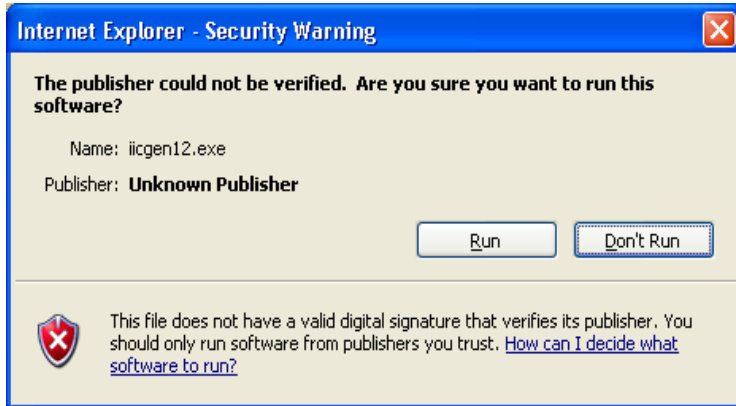 Internet Explorer - Security Warning
The publisher could not be verified.  Are you sure you want to run this
software?
Name: iicgen12.exe
Publisher: Unknown Publisher
Run Don't Run
This file does not have a valid digital signature that verifies its publisher. You
should only run software from publishers you trust. How can I decide what
software to run?